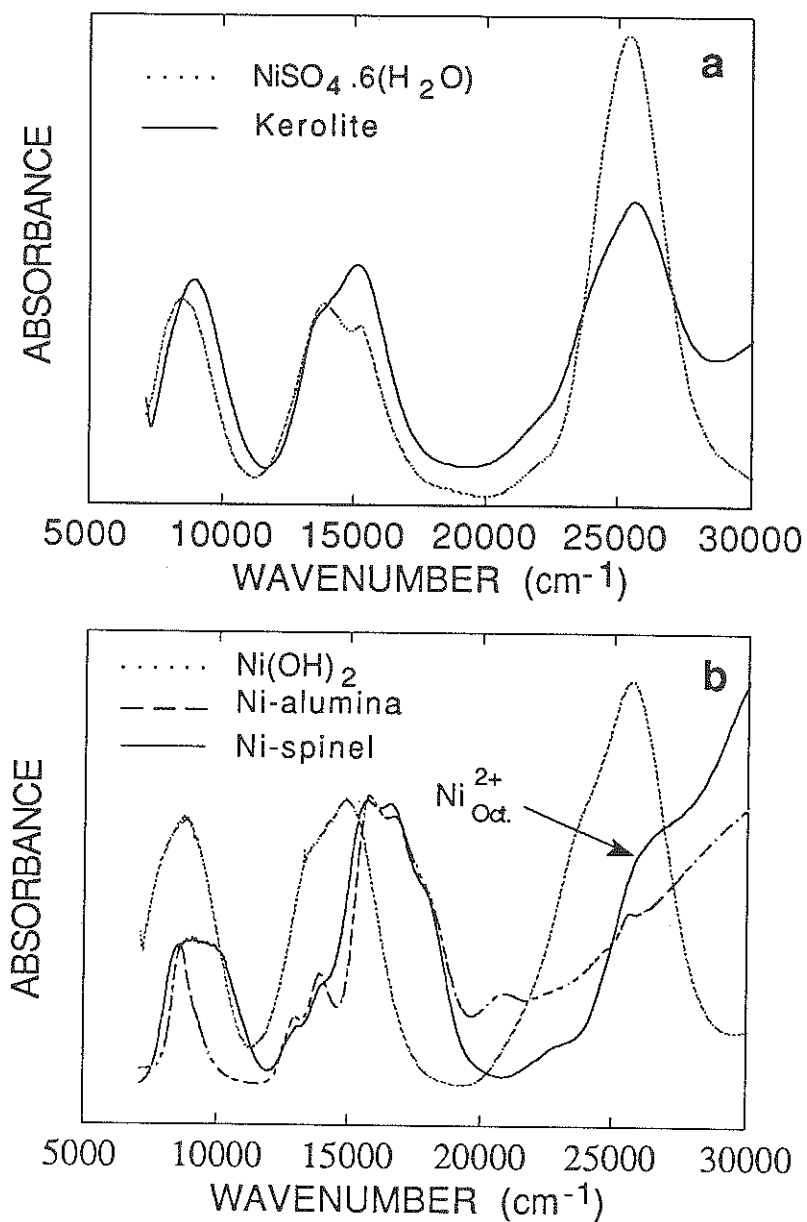 a
NiSO4.6(H2O)
Kerolite
ABSORBANCE
5000 10000 15000 20000 25000 30000
WAVENUMBER (cm-1)
b
Ni(OH)2
Ni-alumina
Ni-spinel
Ni2+Oct.
ABSORBANCE
5000 10000 15000 20000 25000 30000
WAVENUMBER (cm-1)